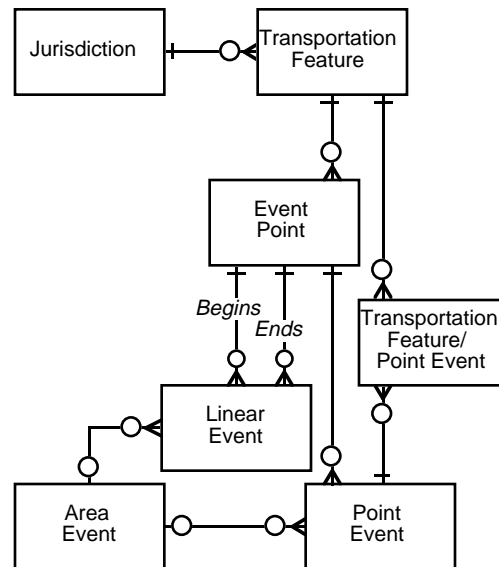 Jurisdiction
Transportation
Feature
Event
Point
Begins
Ends
Transportation
Feature/
Point Event
Linear
Event
Area
Event
Point
Event